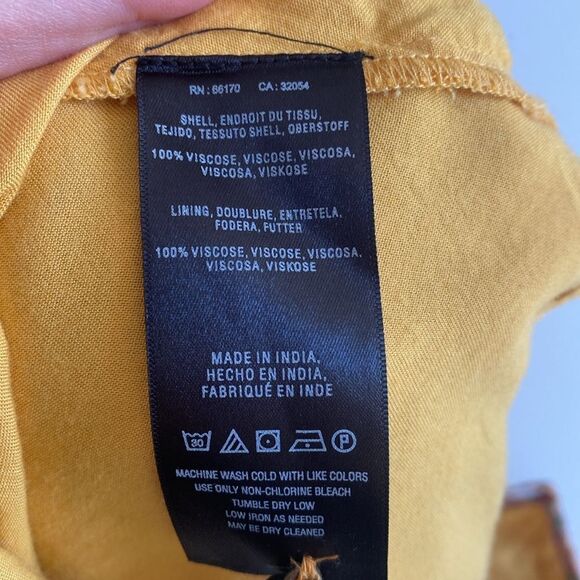 RN : 66170 CA : 32054
SHELL, ENDROIT DU TISSU,
TEJIDO, TESSUTO SHELL, OBERSTOFF
100% VISCOSE, VISCOSE, VISCOSA,
VISCOSA, VISKOSE
LINING, DOUBLURE, ENTRETELA,
FODERA, FUTTER
100% VISCOSE, VISCOSE, VISCOSA,
VISCOSA, VISKOSE
MADE IN INDIA,
HECHO EN INDIA,
FABRIQUÉ EN INDE
30 P
MACHINE WASH COLD WITH LIKE COLORS
USE ONLY NON-CHLORINE BLEACH
TUMBLE DRY LOW
LOW IRON AS NEEDED
MAY BE DRY CLEANED